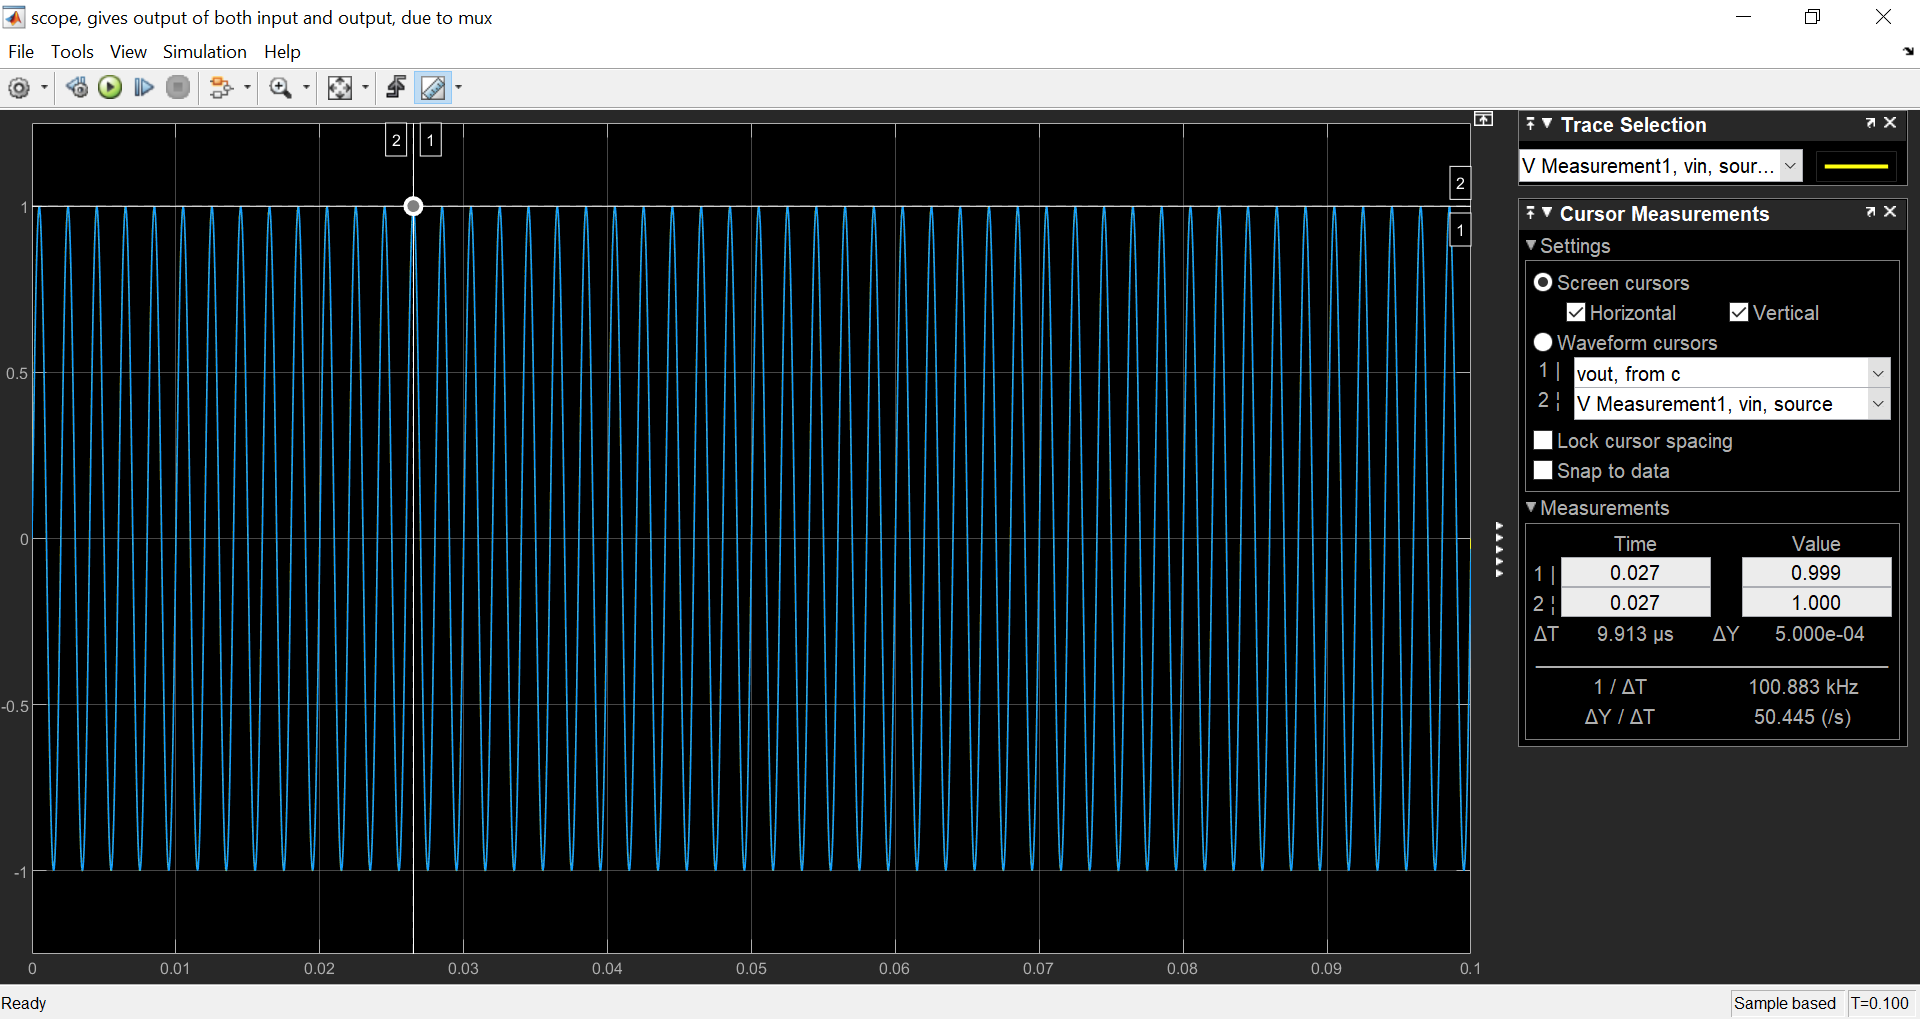 scope, gives output of both input and output, due to mux
File Tools View Simulation Help
2 1
2
1
1
0.5
0
-0.5
-1
0 0.01 0.02 0.03 0.04 0.05 0.06 0.07 0.08 0.09 0.1
Trace Selection
V Measurement1, vin, sour...
Cursor Measurements
Settings
Screen cursors
Horizontal Vertical
Waveform cursors
1 | vout, from c
2 ¦ V Measurement1, vin, source
Lock cursor spacing
Snap to data
Measurements
Time Value
1 | 0.027 0.999
2 ¦ 0.027 1.000
ΔT 9.913 µs ΔY 5.000e-04
1 / ΔT 100.883 kHz
ΔY / ΔT 50.445 (/s)
Ready Sample based T=0.100